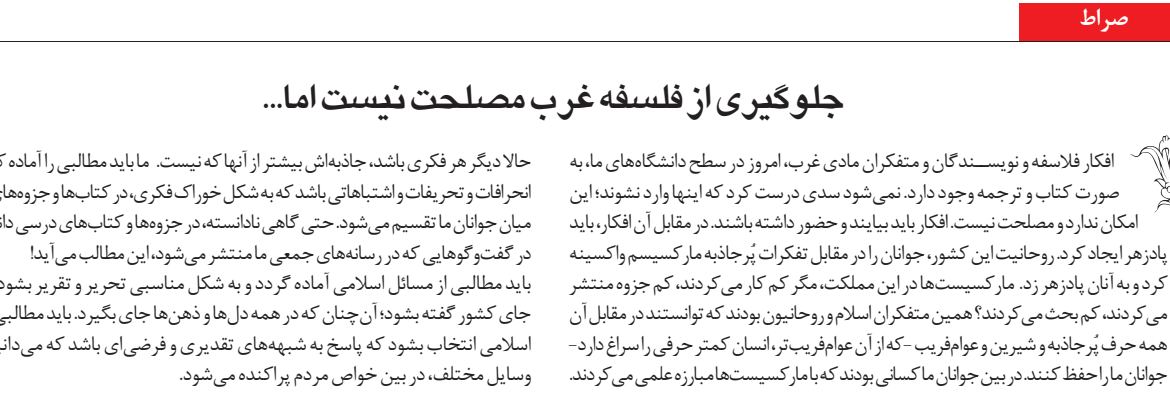 صراط
جلوگیری از فلسفه غرب مصلحت نیست اما...
افکار فلاسفه و نویسندگان و متفکران مادی غرب، امروز در سطح دانشگاه‌های ما، به
صورت کتاب و ترجمه وجود دارد. نمی‌شود سدی درست کرد که اینها وارد نشوند؛ این
امکان ندارد و مصلحت نیست. افکار باید بیایند و حضور داشته باشند. در مقابل آن افکار، باید
پادزهر ایجاد کرد. روحانیت این کشور، جوانان را در مقابل تفکرات پُرجاذبه مارکسیسم واکسینه
کرد و به آنان پادزهر زد. مارکسیست‌ها در این مملکت، مگر کم کار می‌کردند، کم جزوه منتشر
می‌کردند، کم بحث می‌کردند؟ همین متفکران اسلام و روحانیون بودند که توانستند در مقابل آن
همه حرف پُرجاذبه و شیرین و عوام‌فریب -که از آن عوام‌فریب‌تر، انسان کمتر حرفی را سراغ دارد-
جوانان ما را حفظ کنند. در بین جوانان ما کسانی بودند که با مارکسیست‌ها مبارزه علمی می‌کردند.
حالا دیگر هر فکری باشد، جاذبه‌اش بیشتر از آنها که نیست. ما باید مطالبی را آماده
انحرافات و تحریفات و اشتباهاتی باشد که به شکل خوراک فکری، در کتاب‌ها و جزوه‌های
میان جوانان ما تقسیم می‌شود. حتی گاهی نادانسته، در جزوه‌ها و کتاب‌های درسی
در گفت‌وگوهایی که در رسانه‌های جمعی ما منتشر می‌شود، این مطالب می‌آید!
باید مطالبی از مسائل اسلامی آماده گردد و به شکل مناسبی تحریر و تقریر بشود
جای کشور گفته بشود؛ آن‌چنان که در همه دل‌ها و ذهن‌ها جای بگیرد. باید مطالبی
اسلامی انتخاب بشود که پاسخ به شبهه‌های تقدیری و فرضی‌ای باشد که
وسایل مختلف، در بین خواص مردم پراکنده می‌شود.